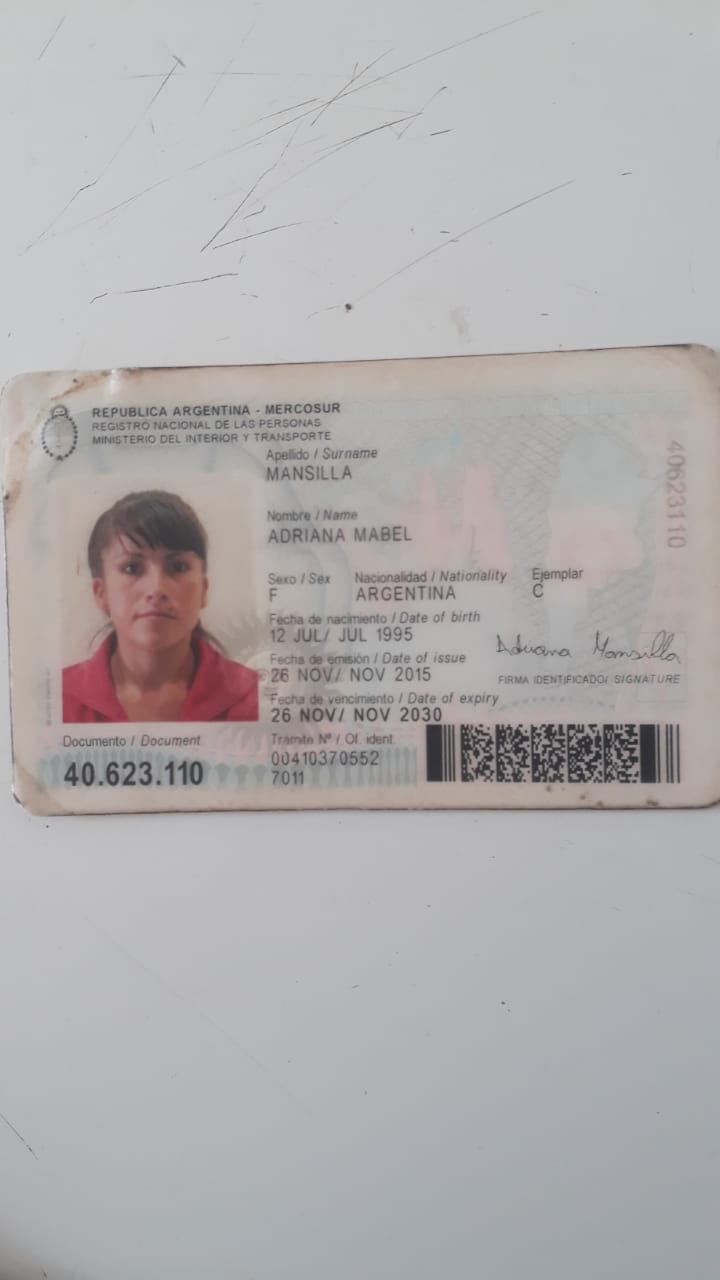 REPUBLICA ARGENTINA - MERCOSUR
REGISTRO NACIONAL DE LAS PERSONAS
MINISTERIO DEL INTERIOR Y TRANSPORTE
Apellido / Surname
MANSILLA
Nombre / Name
ADRIANA MABEL
Sexo / Sex Nacionalidad / Nationality Ejemplar
F ARGENTINA C
Fecha de nacimiento / Date of birth
12 JUL/ JUL 1995
Fecha de emisión / Date of issue
26 NOV/ NOV 2015
Adriana Mansilla
FIRMA IDENTIFICADO/ SIGNATURE
Fecha de vencimiento / Date of expiry
26 NOV/ NOV 2030
Documento / Document
40.623.110
Tramite Nº / Of. ident.
00410370552
7011
40623110